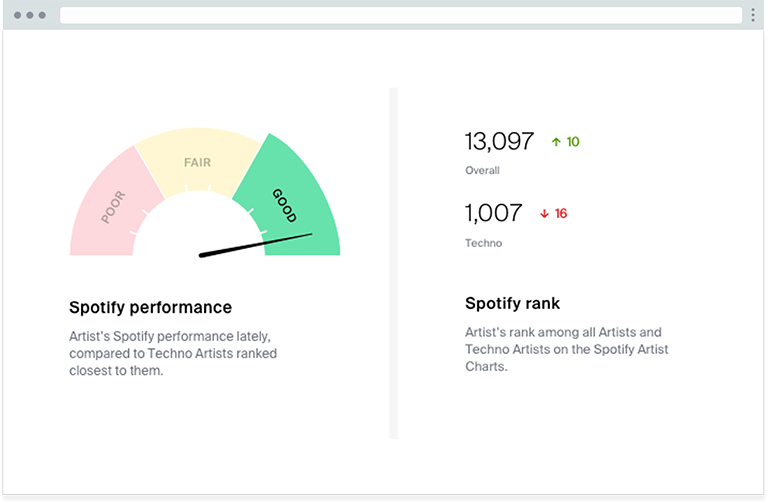 POOR
FAIR
GOOD
Spotify performance
Artist's Spotify performance lately,
compared to Techno Artists ranked
closest to them.
13,097 ↑ 10
Overall
1,007 ↓ 16
Techno
Spotify rank
Artist's rank among all Artists and
Techno Artists on the Spotify Artist
Charts.